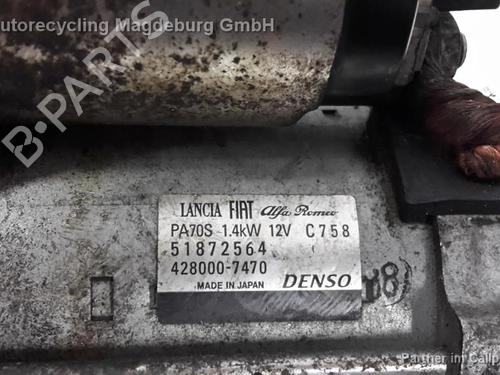 utorecycling Magdeburg GmbH
B-PARTS
LANCIA FIAT Alfa Romeo
PA70S 1.4kW 12V C758
51872564
428000-7470 DENSO
MADE IN JAPAN
Partner im Callp